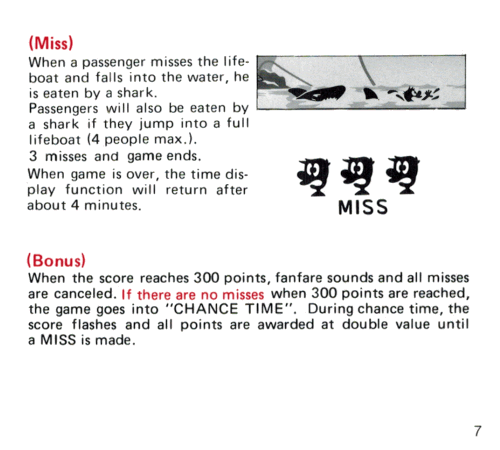 (Miss)
When a passenger misses the life-
boat and falls into the water, he
is eaten by a shark.
Passengers will also be eaten by
a shark if they jump into a full
lifeboat (4 people max.).
3 misses and game ends.
When game is over, the time dis-
play function will return after
about 4 minutes.
MISS
(Bonus)
When the score reaches 300 points, fanfare sounds and all misses
are canceled. If there are no misses when 300 points are reached,
the game goes into "CHANCE TIME". During chance time, the
score flashes and all points are awarded at double value until
a MISS is made.
7